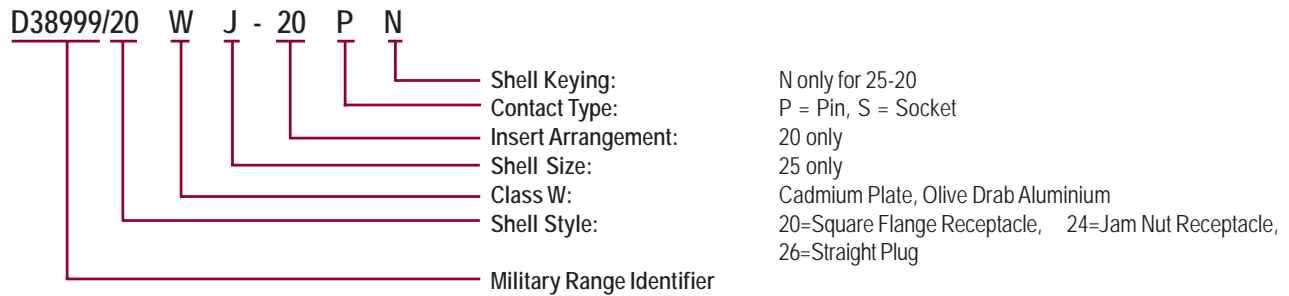 D38999/20 W J - 20 P N
Shell Keying: N only for 25-20
Contact Type: P = Pin, S = Socket
Insert Arrangement: 20 only
Shell Size: 25 only
Class W: Cadmium Plate, Olive Drab Aluminium
Shell Style: 20=Square Flange Receptacle, 24=Jam Nut Receptacle,
26=Straight Plug
Military Range Identifier